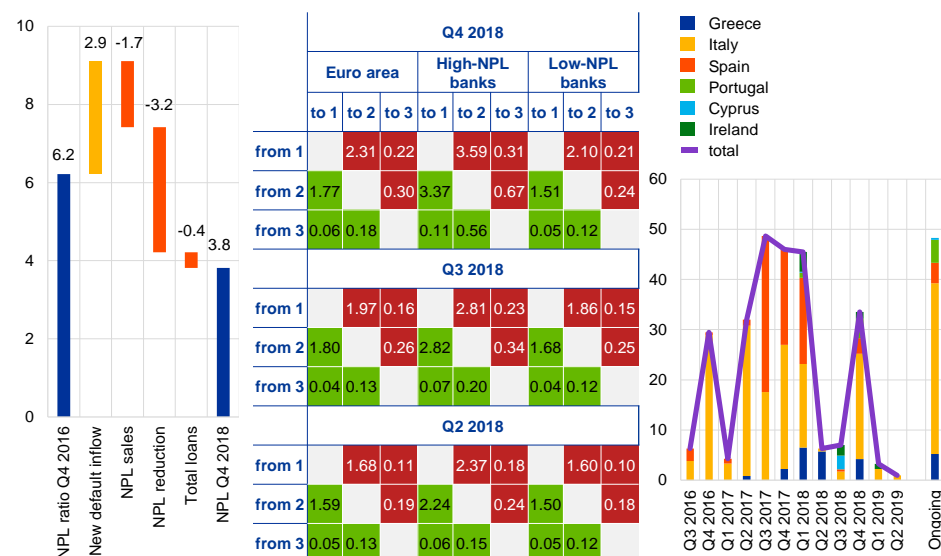 10
8
6
4
2
0
6.2
2.9
-1.7
-3.2
-0.4
3.8
NPL ratio Q4 2016
New default inflow
NPL sales
NPL reduction
Total loans
NPL Q4 2018
Q4 2018
Euro area High-NPL banks Low-NPL banks
to 1 to 2 to 3 to 1 to 2 to 3 to 1 to 2 to 3
from 1 2.31 0.22 3.59 0.31 2.10 0.21
from 2 1.77 0.30 3.37 0.67 1.51 0.24
from 3 0.06 0.18 0.11 0.56 0.05 0.12
Q3 2018
from 1 1.97 0.16 2.81 0.23 1.86 0.15
from 2 1.80 0.26 2.82 0.34 1.68 0.25
from 3 0.04 0.13 0.07 0.20 0.04 0.12
Q2 2018
from 1 1.68 0.11 2.37 0.18 1.60 0.10
from 2 1.59 0.19 2.24 0.24 1.50 0.18
from 3 0.05 0.13 0.06 0.15 0.05 0.12
Greece
Italy
Spain
Portugal
Cyprus
Ireland
total
60
50
40
30
20
10
0
Q3 2016
Q4 2016
Q1 2017
Q2 2017
Q3 2017
Q4 2017
Q1 2018
Q2 2018
Q3 2018
Q4 2018
Q1 2019
Q2 2019
Ongoing